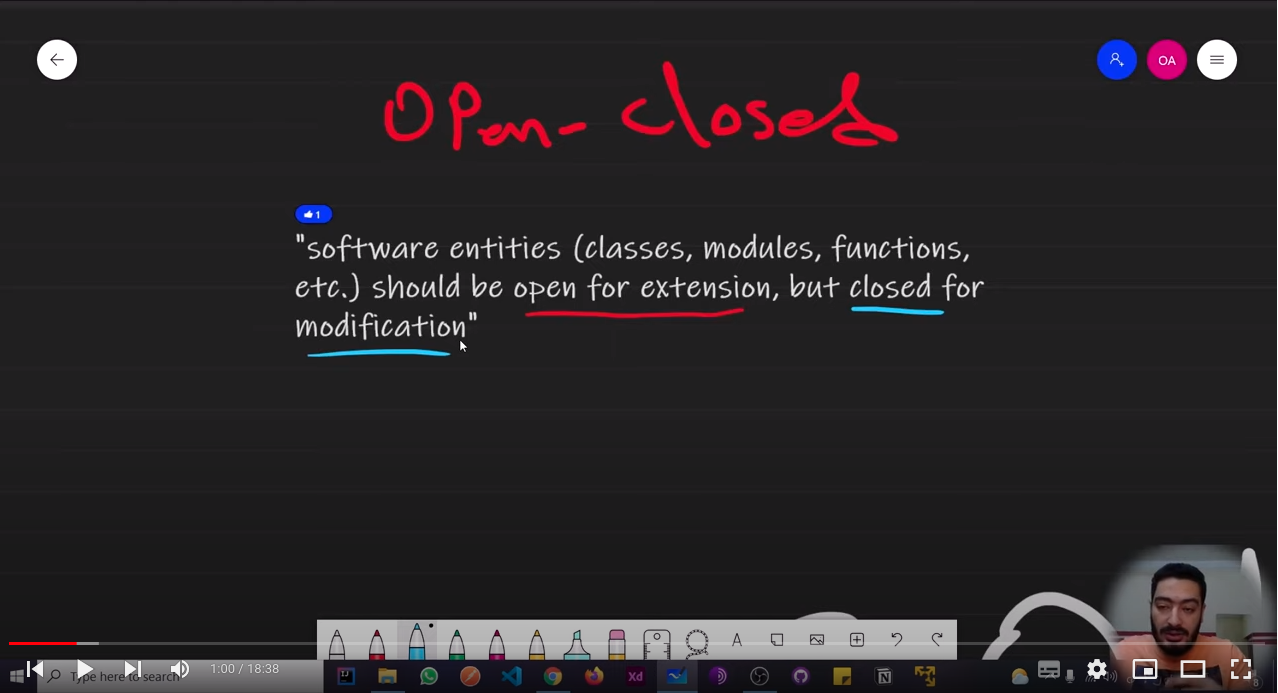 OPen-closed
OA
1
"software entities (classes, modules, functions,
etc.) should be open for extension, but closed for
modification"
A
1:00 / 18:38
Type here to search
Xd